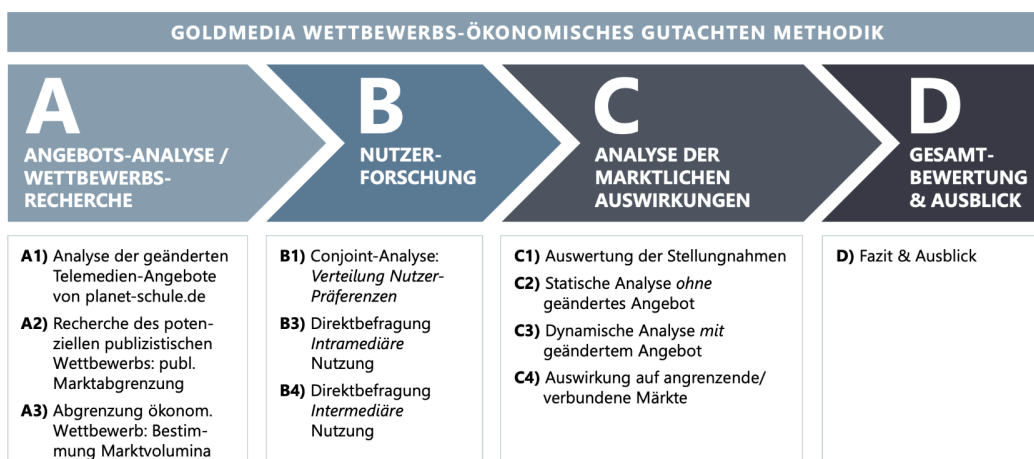 GOLDMEDIA WETTBEWERBS-ÖKONOMISCHES GUTACHTEN METHODIK
A
ANGEBOTS-ANALYSE /
WETTBEWERBS-
RECHERCHE
B
NUTZER-
FORSCHUNG
C
ANALYSE DER
MARKTLICHEN
AUSWIRKUNGEN
D
GESAMT-
BEWERTUNG
& AUSBLICK
A1) Analyse der geänderten
Telemedien-Angebote
von planet-schule.de
A2) Recherche des poten-
ziellen publizistischen
Wettbewerbs: publ.
Marktabgrenzung
A3) Abgrenzung ökonom.
Wettbewerb: Bestim-
mung Marktvolumina
B1) Conjoint-Analyse:
Verteilung Nutzer-
Präferenzen
B3) Direktbefragung
Intramediäre
Nutzung
B4) Direktbefragung
Intermediäre
Nutzung
C1) Auswertung der Stellungnahmen
C2) Statische Analyse ohne
geändertes Angebot
C3) Dynamische Analyse mit
geändertem Angebot
C4) Auswirkung auf angrenzende/
verbundene Märkte
D) Fazit & Ausblick